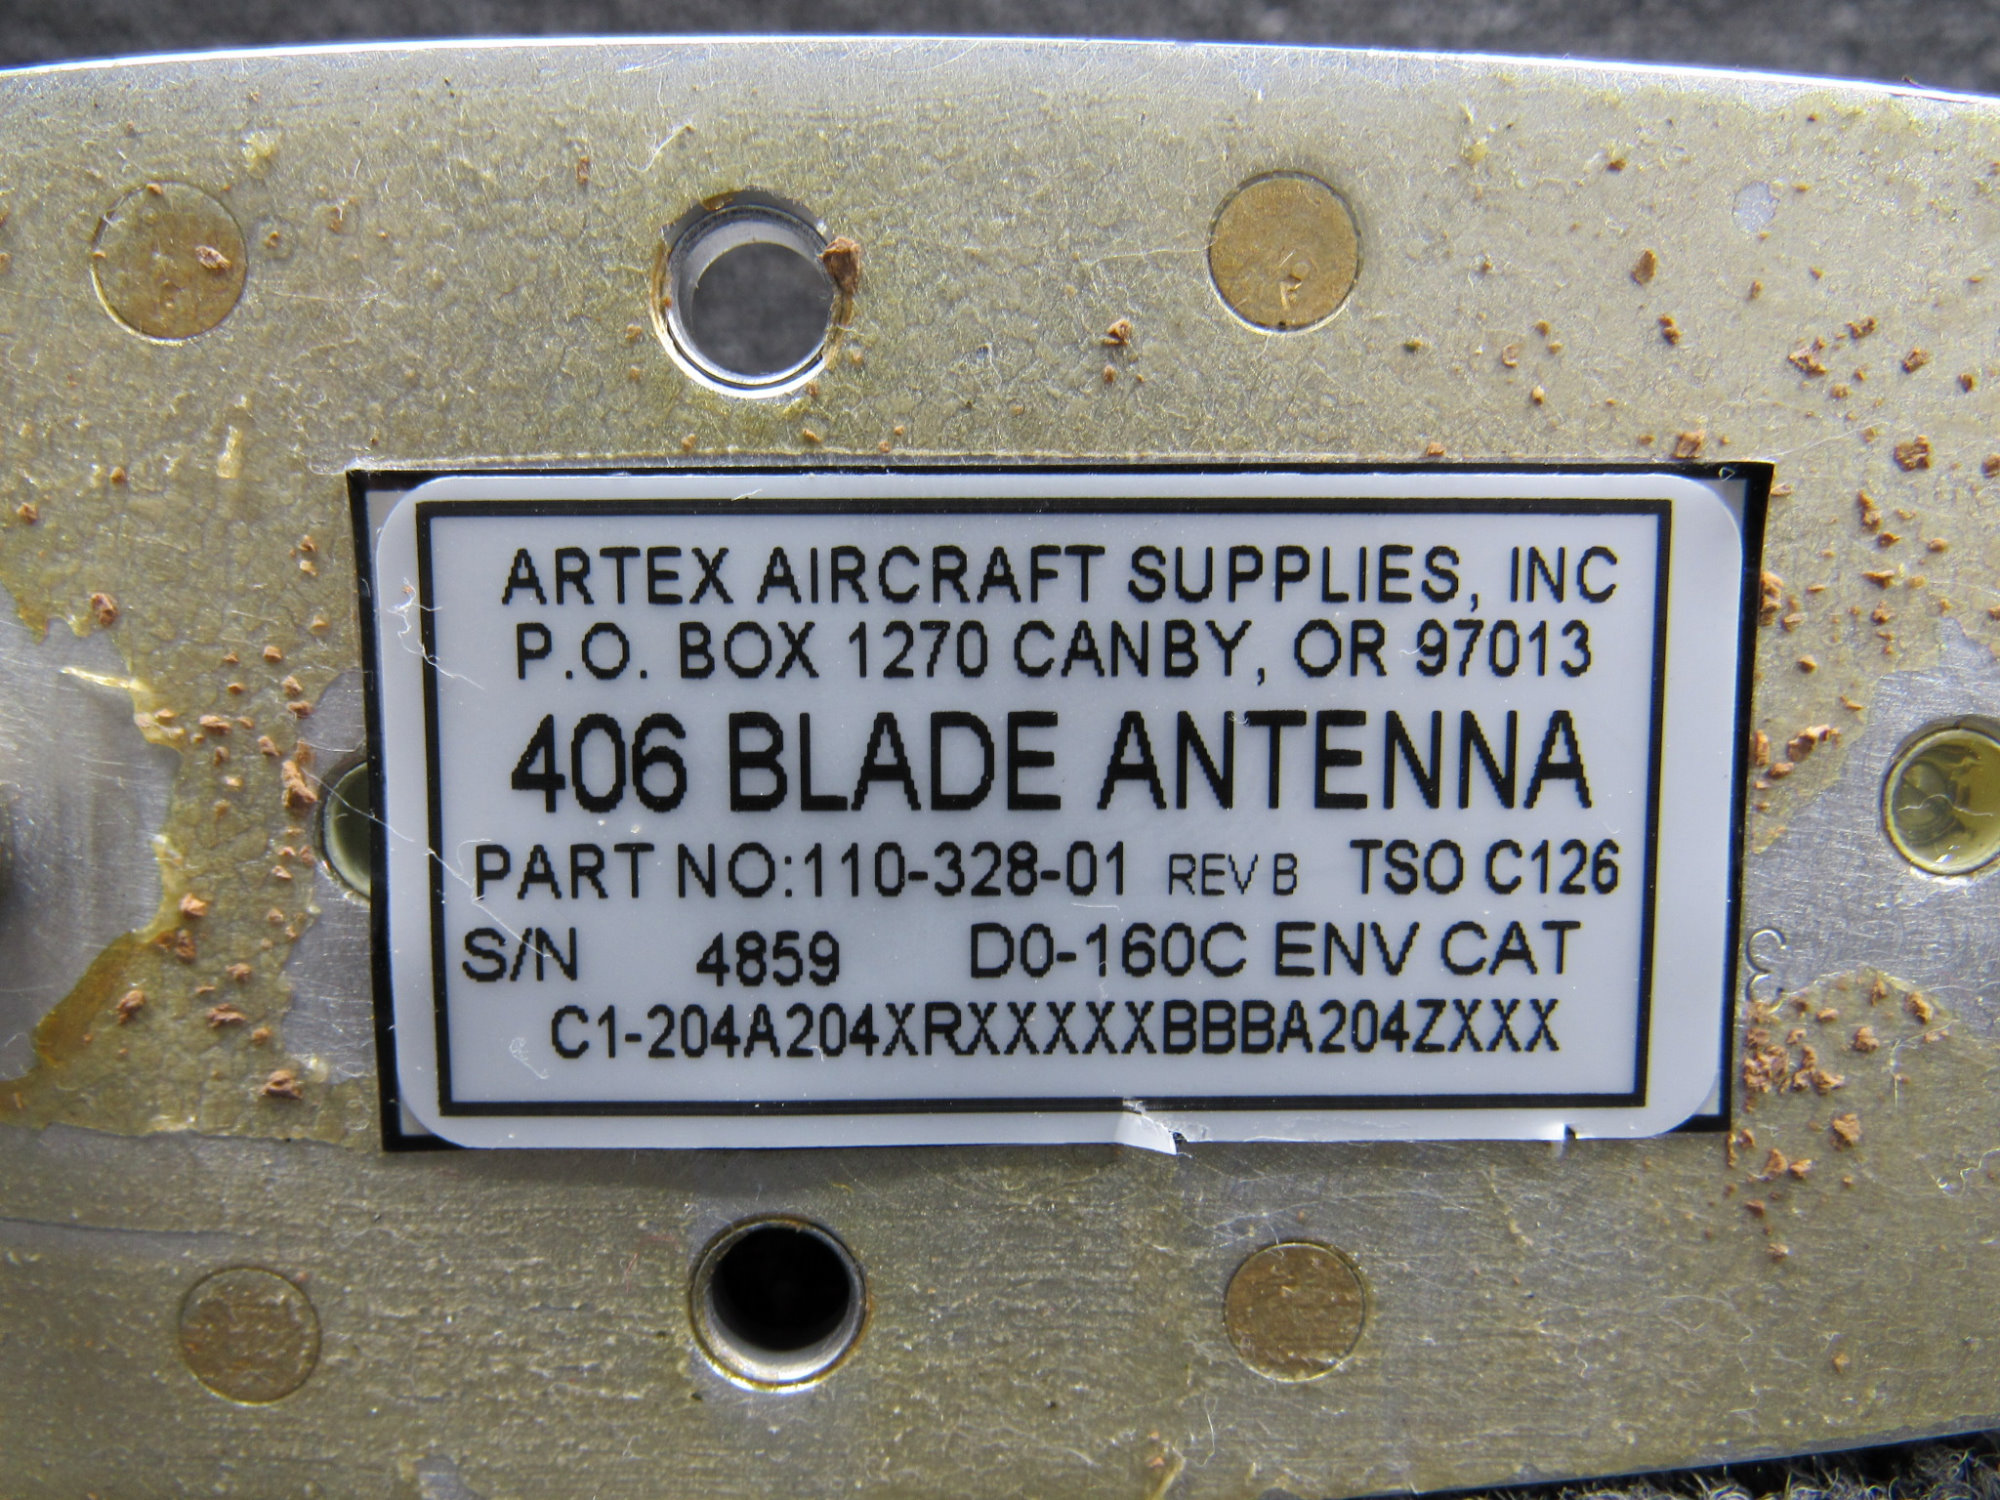 ARTEX AIRCRAFT SUPPLIES, INC
P.O. BOX 1270 CANBY, OR 97013
406 BLADE ANTENNA
PART NO:110-328-01 REV B TSO C126
S/N 4859 D0-160C ENV CAT
C1-204A204XRXXXXXBBBA204ZXXX
3